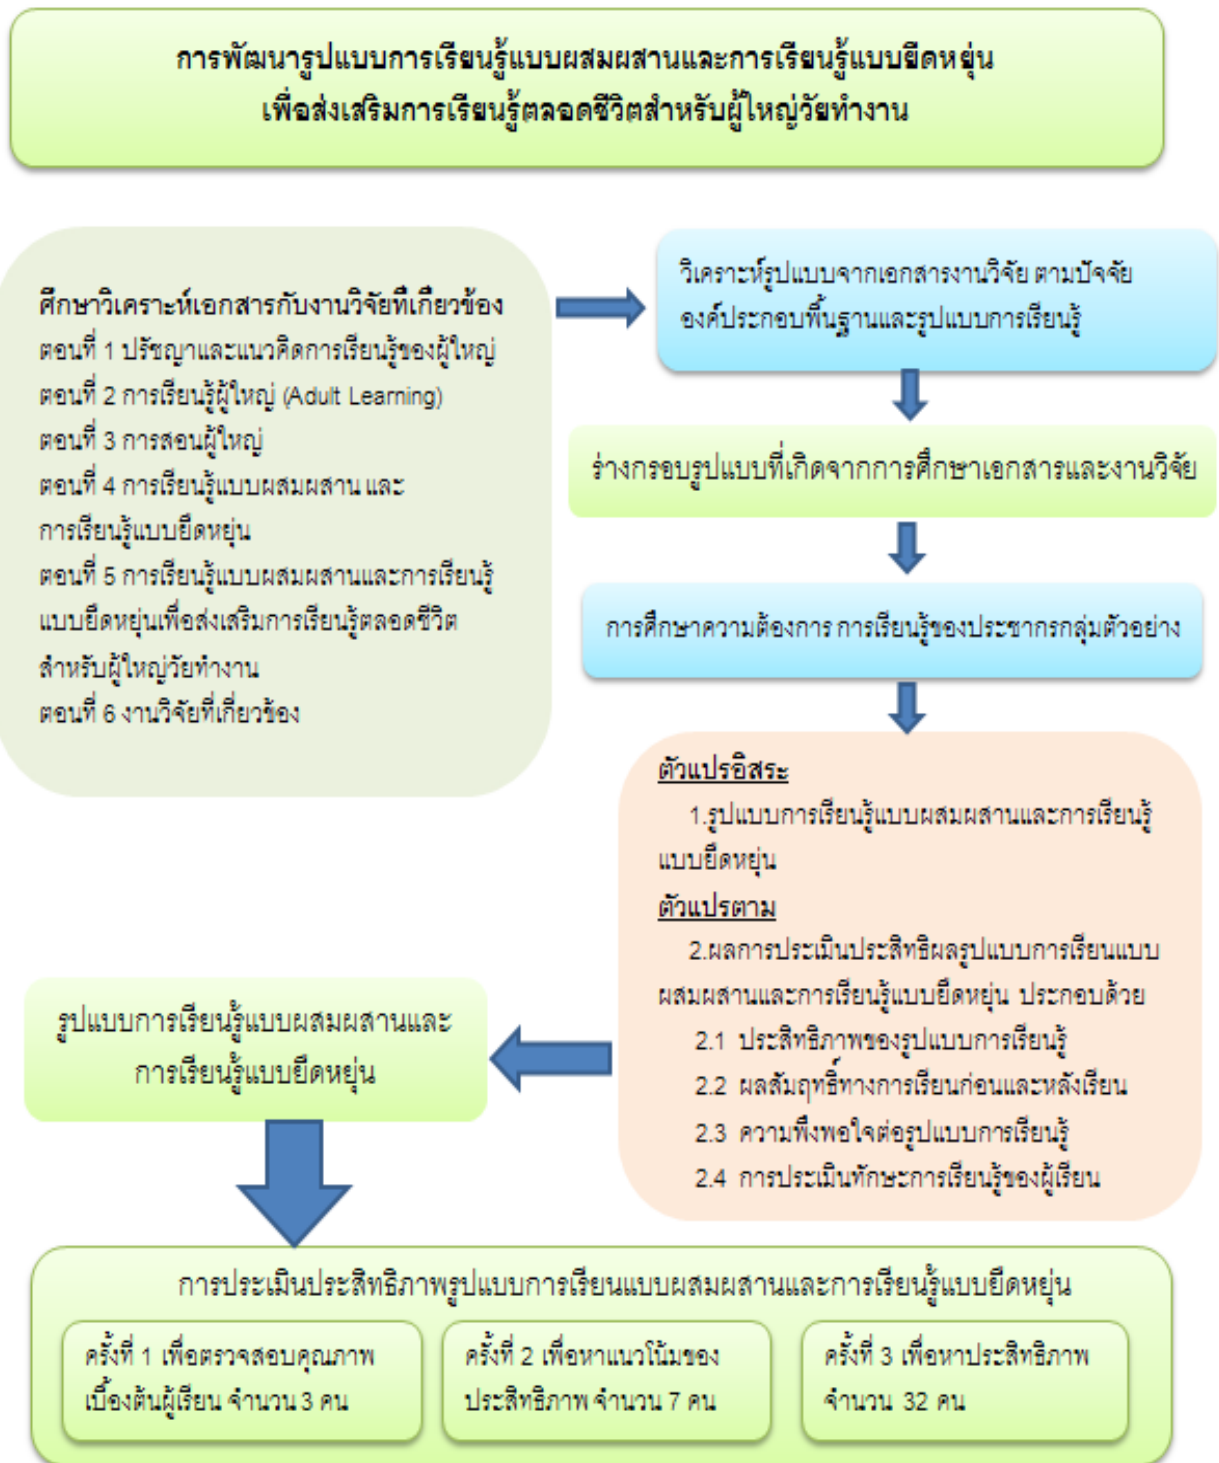 การพัฒนารูปแบบการเรียนรู้แบบผสมผสานและการเรียนรู้แบบยืดหยุ่น
เพื่อส่งเสริมการเรียนรู้ตลอดชีวิตสำหรับผู้ใหญ่วัยทำงาน
ศึกษาวิเคราะห์เอกสารกับงานวิจัยที่เกี่ยวข้อง
ตอนที่ 1 ปรัชญาและแนวคิดการเรียนรู้ของผู้ใหญ่
ตอนที่ 2 การเรียนรู้ผู้ใหญ่ (Adult Learning)
ตอนที่ 3 การสอนผู้ใหญ่
ตอนที่ 4 การเรียนรู้แบบผสมผสาน และ
การเรียนรู้แบบยืดหยุ่น
ตอนที่ 5 การเรียนรู้แบบผสมผสานและการเรียนรู้
แบบยืดหยุ่นเพื่อส่งเสริมการเรียนรู้ตลอดชีวิต
สำหรับผู้ใหญ่วัยทำงาน
ตอนที่ 6 งานวิจัยที่เกี่ยวข้อง
วิเคราะห์รูปแบบจากเอกสารงานวิจัย ตามปัจจัย
องค์ประกอบพื้นฐานและรูปแบบการเรียนรู้
ร่างกรอบรูปแบบที่เกิดจากการศึกษาเอกสารและงานวิจัย
การศึกษาความต้องการ การเรียนรู้ของประชากรกลุ่มตัวอย่าง
ตัวแปรอิสระ
1.รูปแบบการเรียนรู้แบบผสมผสานและการเรียนรู้
แบบยืดหยุ่น
ตัวแปรตาม
2.ผลการประเมินประสิทธิผลรูปแบบการเรียนแบบ
ผสมผสานและการเรียนรู้แบบยืดหยุ่น ประกอบด้วย
2.1 ประสิทธิภาพของรูปแบบการเรียนรู้
2.2 ผลสัมฤทธิ์ทางการเรียนก่อนและหลังเรียน
2.3 ความพึงพอใจต่อรูปแบบการเรียนรู้
2.4 การประเมินทักษะการเรียนรู้ของผู้เรียน
รูปแบบการเรียนรู้แบบผสมผสานและ
การเรียนรู้แบบยืดหยุ่น
การประเมินประสิทธิภาพรูปแบบการเรียนแบบผสมผสานและการเรียนรู้แบบยืดหยุ่น
ครั้งที่ 1 เพื่อตรวจสอบคุณภาพ
เบื้องต้นผู้เรียน จำนวน 3 คน
ครั้งที่ 2 เพื่อหาแนวโน้มของ
ประสิทธิภาพ จำนวน 7 คน
ครั้งที่ 3 เพื่อหาประสิทธิภาพ
จำนวน 32 คน